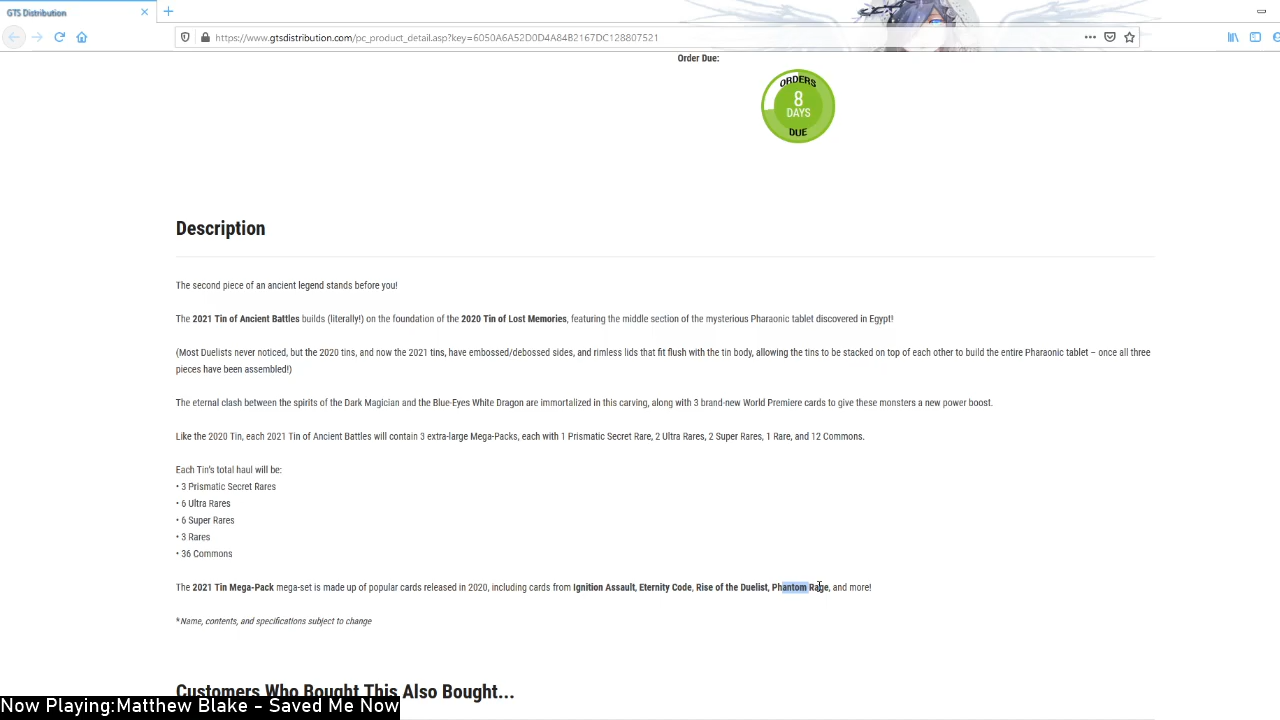 GTS Distribution
https://www.gtsdistribution.com/pc_product_detail.asp?key=6050A6A52D0D4A84B2167DC128807521
Order Due:
ORDERS
8
DAYS
DUE
Description
The second piece of an ancient legend stands before you!
The 2021 Tin of Ancient Battles builds (literally!) on the foundation of the 2020 Tin of Lost Memories, featuring the middle section of the mysterious Pharaonic tablet discovered in Egypt!
(Most Duelists never noticed, but the 2020 tins, and now the 2021 tins, have embossed/debossed sides, and rimless lids that fit flush with the tin body, allowing the tins to be stacked on top of each other to build the entire Pharaonic tablet – once all three
pieces have been assembled!)
The eternal clash between the spirits of the Dark Magician and the Blue-Eyes White Dragon are immortalized in this carving, along with 3 brand-new World Premiere cards to give these monsters a new power boost.
Like the 2020 Tin, each 2021 Tin of Ancient Battles will contain 3 extra-large Mega-Packs, each with 1 Prismatic Secret Rare, 2 Ultra Rares, 2 Super Rares, 1 Rare, and 12 Commons.
Each Tin's total haul will be:
• 3 Prismatic Secret Rares
• 6 Ultra Rares
• 6 Super Rares
• 3 Rares
• 36 Commons
The 2021 Tin Mega-Pack mega-set is made up of popular cards released in 2020, including cards from Ignition Assault, Eternity Code, Rise of the Duelist, Phantom Rage, and more!
*Name, contents, and specifications subject to change
Customers Who Bought This Also Bought...
Now Playing:Matthew Blake - Saved Me Now